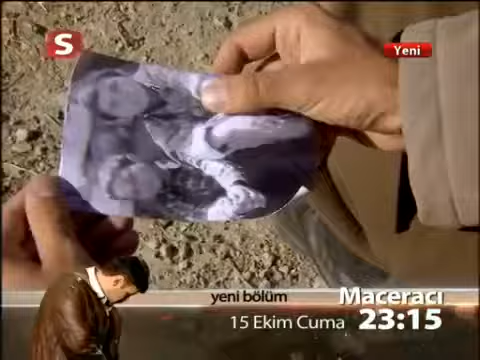 S
Yeni
yeni bölüm
Maceracı
15 Ekim Cuma
23:15